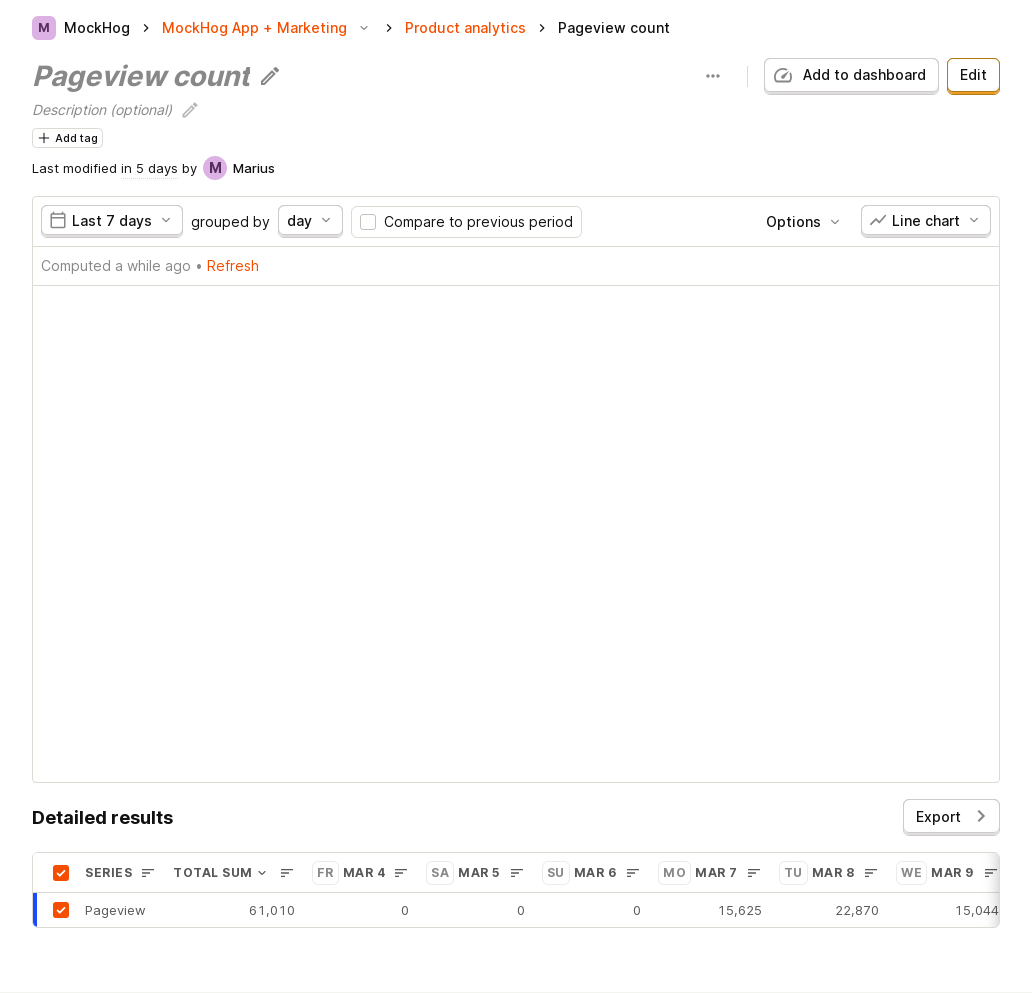 M MockHog > MockHog App + Marketing > Product analytics > Pageview count
Pageview count
Add to dashboard
Edit
Description (optional)
Add tag
Last modified in 5 days by M Marius
Last 7 days grouped by day Compare to previous period Options Line chart
Computed a while ago • Refresh
Detailed results
Export
SERIES TOTAL SUM FR MAR 4 SA MAR 5 SU MAR 6 MO MAR 7 TU MAR 8 WE MAR 9
Pageview 61,010 0 0 0 15,625 22,870 15,044